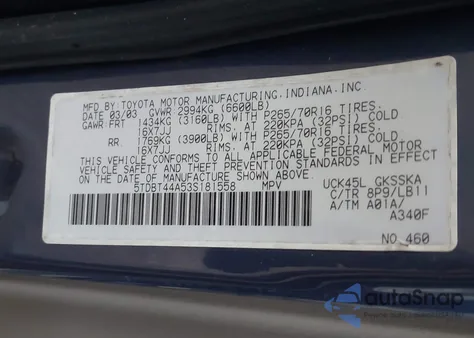 MFD BY:TOYOTA MOTOR MANUFACTURING,INDIANA,INC
DATE 03/03 GVWR 2994KG (6600LB)
GAWR:FRT 1434KG (3160LB) WITH P265/70R16 TIRES,
16X7JJ RIMS, AT 220KPA (32PSI) COLD
RR 1769KG (3900LB) WITH P265/70R16 TIRES,
16X7JJ RIMS, AT 220KPA (32PSI) COLD
THIS VEHICLE CONFORMS TO ALL APPLICABLE FEDERAL MOTOR
VEHICLE SAFETY AND THEFT PREVENTION STANDARDS IN EFFECT
ON THE DATE OF MANUFACTURE SHOWN ABOVE.
5TDBT44A53S181558 MPV
UCK45L GKSSKA
C/TR 8P9/LB11
A/TM A01A/
A340F
NO. 460
autoSnap